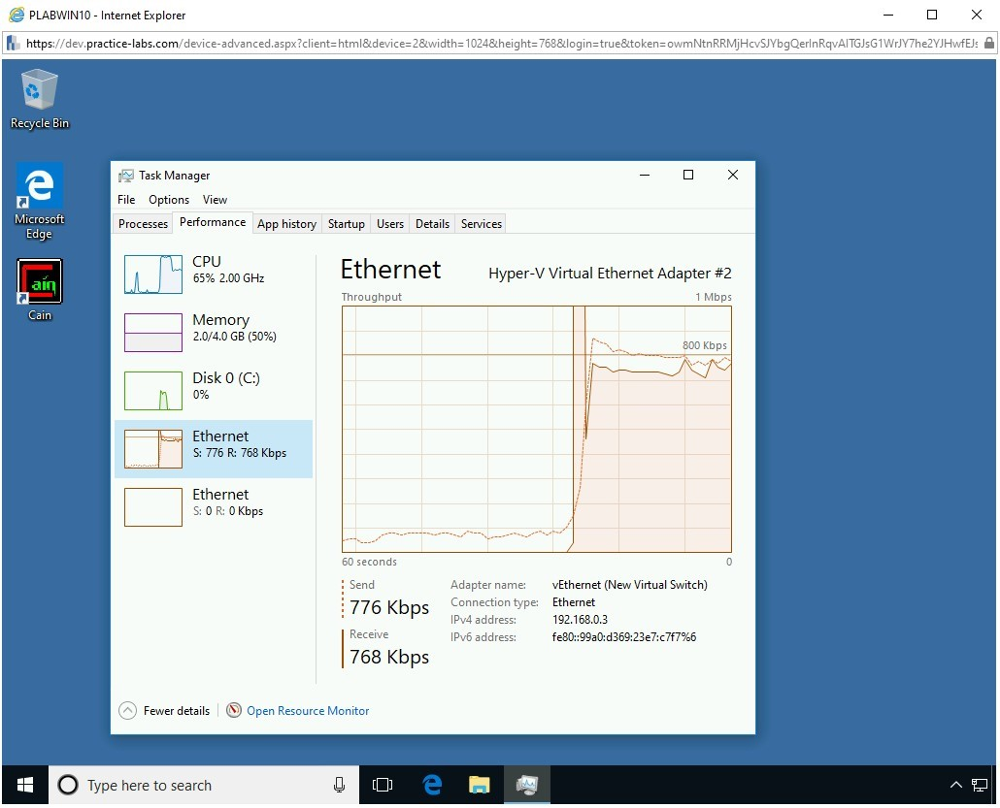 PLABWIN10 - Internet Explorer
https://dev.practice-labs.com/device-advanced.aspx?client=html&device=2&width=1024&height=768&login=true&token=
Recycle Bin
Microsoft
Edge
Cain
Cain
Task Manager
File Options View
Processes Performance App history Startup Users Details Services
CPU
65% 2.00 GHz
Memory
2.0/4.0 GB (50%)
Disk 0 (C:)
0%
Ethernet
S: 776 R: 768 Kbps
Ethernet
S: 0 R: 0 Kbps
Ethernet Hyper-V Virtual Ethernet Adapter #2
Throughput 1 Mbps
800 Kbps
60 seconds 0
Send
776 Kbps
Receive
768 Kbps
Adapter name: vEthernet (New Virtual Switch)
Connection type: Ethernet
IPv4 address: 192.168.0.3
IPv6 address: fe80::99a0:d369:23e7:c7f7%6
Fewer details Open Resource Monitor
Type here to search